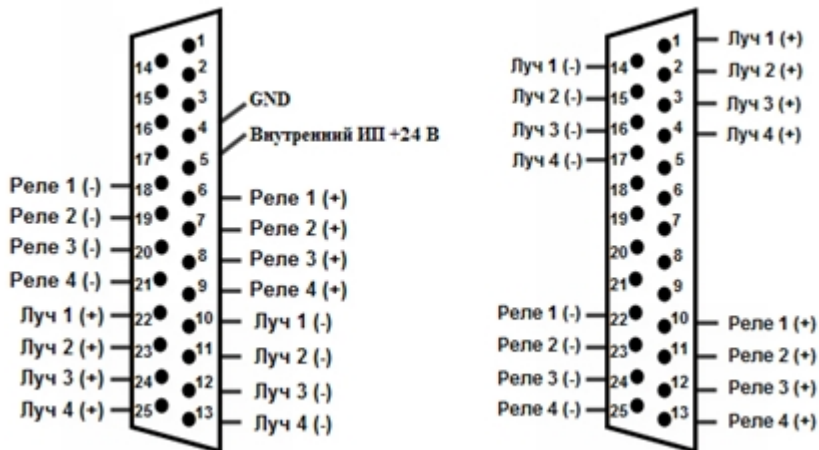 1
14
2
15
3
GND
16
4
Внутренний ИП +24 В
17
5
Реле 1 (-)
18
6
Реле 1 (+)
Реле 2 (-)
19
7
Реле 2 (+)
Реле 3 (-)
20
8
Реле 3 (+)
Реле 4 (-)
21
9
Реле 4 (+)
Луч 1 (+)
22
10
Луч 1 (-)
Луч 2 (+)
23
11
Луч 2 (-)
Луч 3 (+)
24
12
Луч 3 (-)
Луч 4 (+)
25
13
Луч 4 (-)
1
Луч 1 (+)
Луч 1 (-)
14
2
Луч 2 (+)
Луч 2 (-)
15
3
Луч 3 (+)
Луч 3 (-)
16
4
Луч 4 (+)
Луч 4 (-)
17
5
18
6
19
7
20
8
21
9
Реле 1 (-)
22
10
Реле 1 (+)
Реле 2 (-)
23
11
Реле 2 (+)
Реле 3 (-)
24
12
Реле 3 (+)
Реле 4 (-)
25
13
Реле 4 (+)